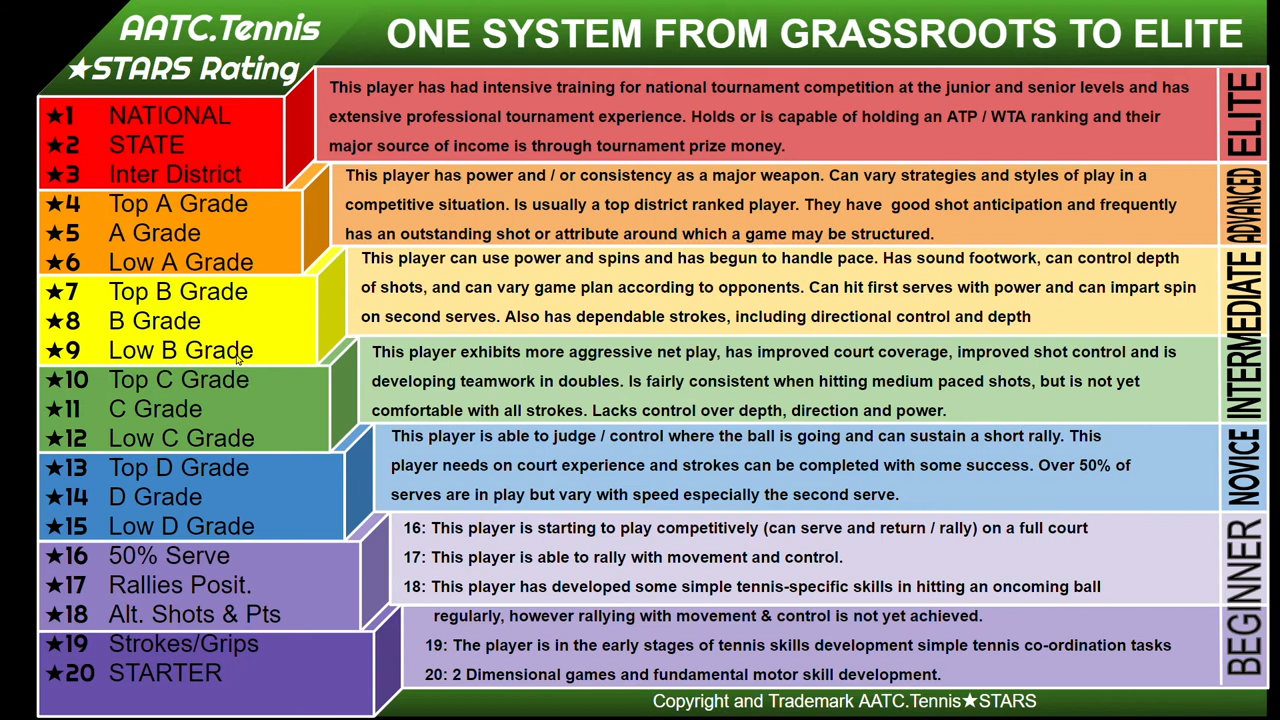 AATC.Tennis
★STARS Rating
ONE SYSTEM FROM GRASSROOTS TO ELITE
★1 NATIONAL
★2 STATE
★3 Inter District
This player has had intensive training for national tournament competition at the junior and senior levels and has
extensive professional tournament experience. Holds or is capable of holding an ATP / WTA ranking and their
major source of income is through tournament prize money.
ELITE
★4 Top A Grade
★5 A Grade
★6 Low A Grade
This player has power and / or consistency as a major weapon. Can vary strategies and styles of play in a
competitive situation. Is usually a top district ranked player. They have good shot anticipation and frequently
has an outstanding shot or attribute around which a game may be structured.
ADVANCED
★7 Top B Grade
★8 B Grade
★9 Low B Grade
This player can use power and spins and has begun to handle pace. Has sound footwork, can control depth
of shots, and can vary game plan according to opponents. Can hit first serves with power and can impart spin
on second serves. Also has dependable strokes, including directional control and depth
INTERMEDIATE
★10 Top C Grade
★11 C Grade
★12 Low C Grade
This player exhibits more aggressive net play, has improved court coverage, improved shot control and is
developing teamwork in doubles. Is fairly consistent when hitting medium paced shots, but is not yet
comfortable with all strokes. Lacks control over depth, direction and power.
★13 Top D Grade
★14 D Grade
★15 Low D Grade
This player is able to judge / control where the ball is going and can sustain a short rally. This
player needs on court experience and strokes can be completed with some success. Over 50% of
serves are in play but vary with speed especially the second serve.
NOVICE
★16 50% Serve
★17 Rallies Posit.
★18 Alt. Shots & Pts
16: This player is starting to play competitively (can serve and return / rally) on a full court
17: This player is able to rally with movement and control.
18: This player has developed some simple tennis-specific skills in hitting an oncoming ball
regularly, however rallying with movement & control is not yet achieved.
★19 Strokes/Grips
★20 STARTER
19: The player is in the early stages of tennis skills development simple tennis co-ordination tasks
20: 2 Dimensional games and fundamental motor skill development.
BEGINNER
Copyright and Trademark AATC.Tennis★STARS